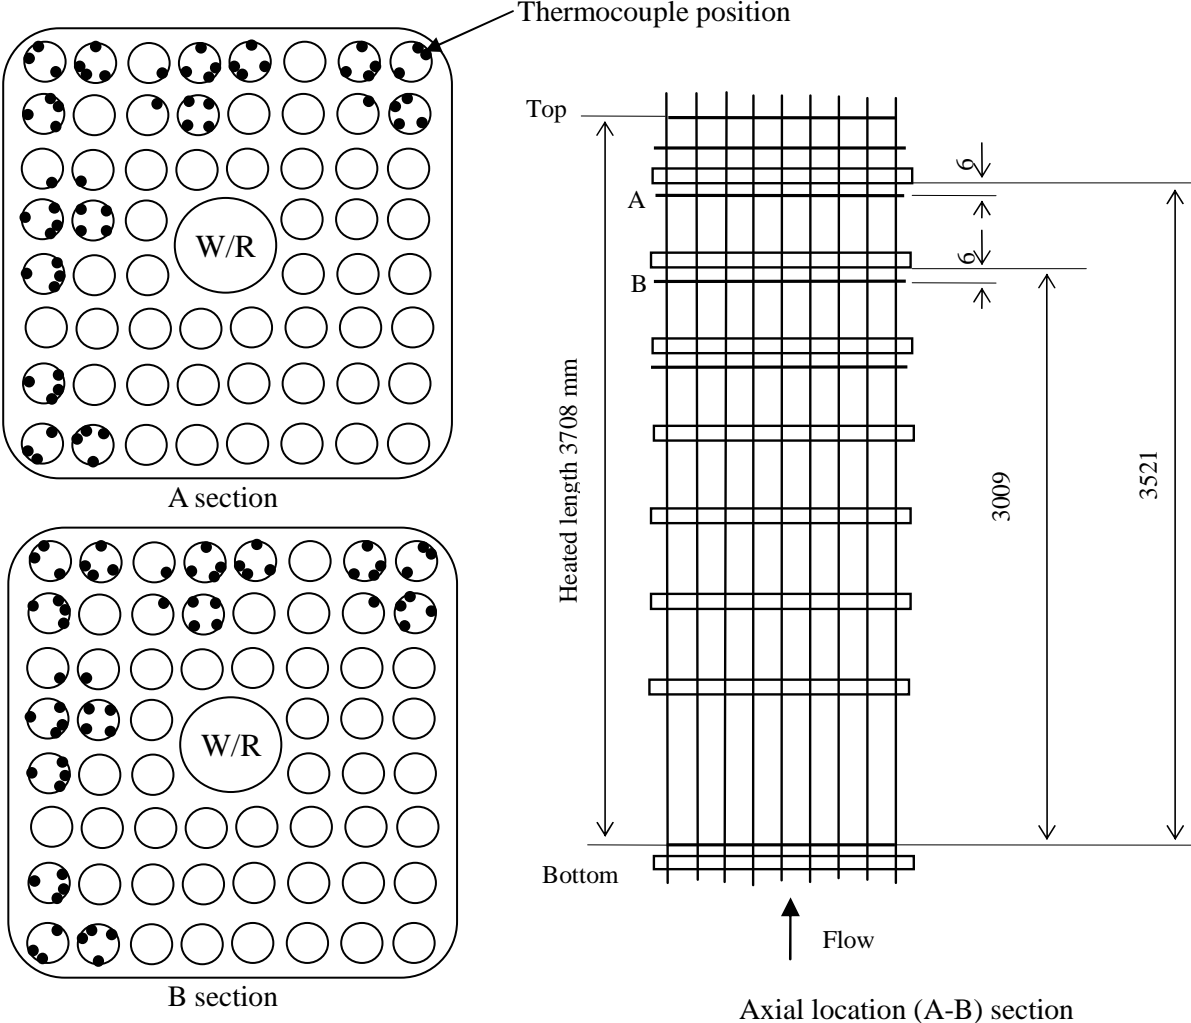 Thermocouple position
W/R
A section
W/R
B section
Top
A
6
B
6
Heated length 3708 mm
3009
3521
Bottom
Flow
Axial location (A-B) section